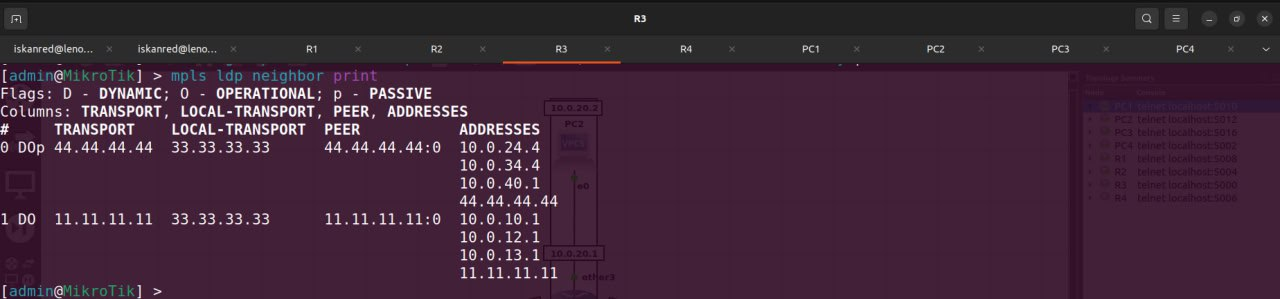 R3
iskanred@leno... × iskanred@leno... × R1 × R2 × R3 × R4 × PC1 × PC2 × PC3 × PC4 ×
[admin@MikroTik] > mpls ldp neighbor print
Flags: D - DYNAMIC; O - OPERATIONAL; p - PASSIVE
Columns: TRANSPORT, LOCAL-TRANSPORT, PEER, ADDRESSES
# TRANSPORT LOCAL-TRANSPORT PEER ADDRESSES
0 DOp 44.44.44.44 33.33.33.33 44.44.44.44:0 10.0.24.4
10.0.34.4
10.0.40.1
44.44.44.44
1 DO 11.11.11.11 33.33.33.33 11.11.11.11:0 10.0.10.1
10.0.12.1
10.0.13.1
11.11.11.11
[admin@MikroTik] >
10.0.20.2
PC2
e0
10.0.20.1
ether3
Topology Summary
Node Console
PC1 telnet localhost:5010
PC2 telnet localhost:5012
PC3 telnet localhost:5016
PC4 telnet localhost:5002
R1 telnet localhost:5008
R2 telnet localhost:5004
R3 telnet localhost:5000
R4 telnet localhost:5006